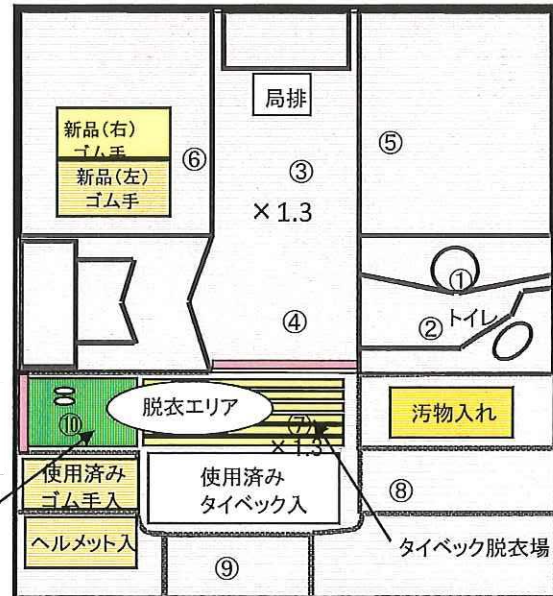 局排
新品(右)
ゴム手
新品(左)
ゴム手
⑥
③
×1.3
⑤
④
①
②
トイレ
⑩
脱衣エリア
⑦
×1.3
汚物入れ
使用済み
ゴム手入
使用済み
タイベック入
⑧
ヘルメット入
⑨
タイベック脱衣場